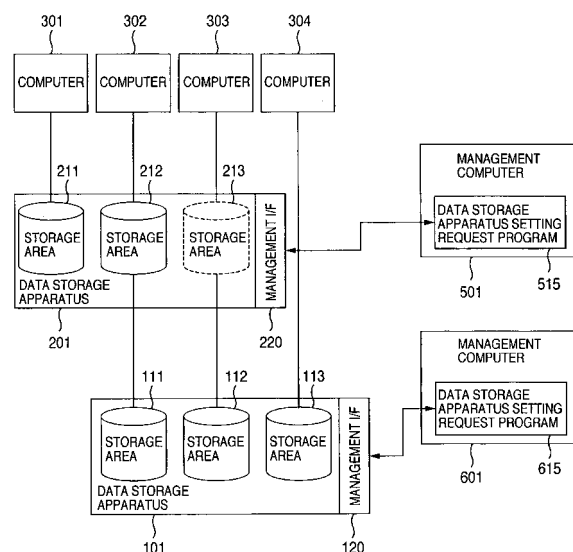 301 302 303 304
COMPUTER COMPUTER COMPUTER COMPUTER
211 212 213
STORAGE AREA STORAGE AREA STORAGE AREA
DATA STORAGE
APPARATUS
MANAGEMENT I/F
201 220
MANAGEMENT
COMPUTER
DATA STORAGE
APPARATUS SETTING
REQUEST PROGRAM
501 515
111 112 113
STORAGE AREA STORAGE AREA STORAGE AREA
DATA STORAGE
APPARATUS
MANAGEMENT I/F
101 120
MANAGEMENT
COMPUTER
DATA STORAGE
APPARATUS SETTING
REQUEST PROGRAM
601 615